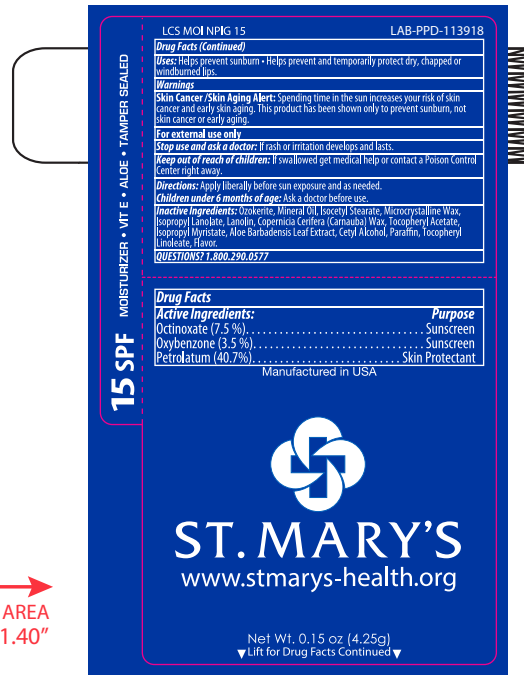 LCS MOI NPIG 15 LAB-PPD-113918
Drug Facts (Continued)
Uses: Helps prevent sunburn • Helps prevent and temporarily protect dry, chapped or
windburned lips.
Warnings
Skin Cancer /Skin Aging Alert: Spending time in the sun increases your risk of skin
cancer and early skin aging. This product has been shown only to prevent sunburn, not
skin cancer or early aging.
For external use only
Stop use and ask a doctor: If rash or irritation develops and lasts.
Keep out of reach of children: If swallowed get medical help or contact a Poison Control
Center right away.
Directions: Apply liberally before sun exposure and as needed.
Children under 6 months of age: Ask a doctor before use.
Inactive Ingredients: Ozokerite, Mineral Oil, Isocetyl Stearate, Microcrystalline Wax,
Isopropyl Lanolate, Lanolin, Copernicia Cerifera (Carnauba) Wax, Tocopheryl Acetate,
Isopropyl Myristate, Aloe Barbadensis Leaf Extract, Cetyl Alcohol, Paraffin, Tocopheryl
Linoleate, Flavor.
QUESTIONS? 1.800.290.0577
15 SPF MOISTURIZER • VIT E • ALOE • TAMPER SEALED
Drug Facts
Active Ingredients: Purpose
Octinoxate (7.5 %)................................Sunscreen
Oxybenzone (3.5 %)...............................Sunscreen
Petrolatum (40.7%)...........................Skin Protectant
Manufactured in USA
ST. MARY'S
www.stmarys-health.org
AREA
1.40"
Net Wt. 0.15 oz (4.25g)
▼Lift for Drug Facts Continued▼